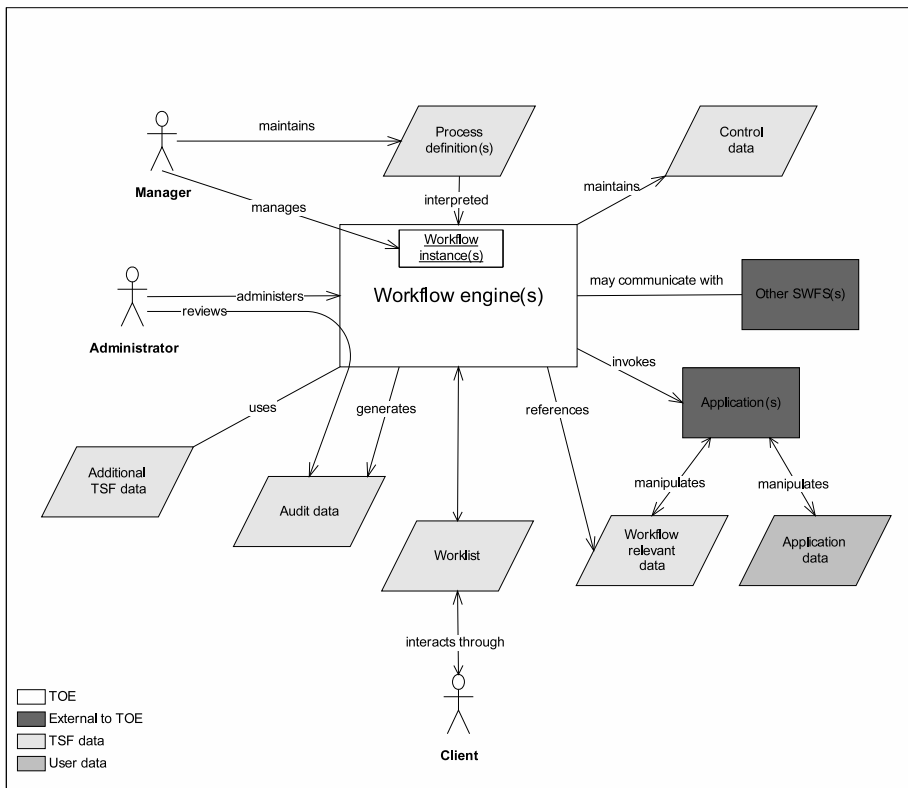 maintains
Process
definition(s)
Control
data
Manager
manages
interpreted
maintains
Workflow
instance(s)
Workflow engine(s)
may communicate with
Other SWFS(s)
administers
reviews
Administrator
invokes
Application(s)
uses
generates
references
Additional
TSF data
Audit data
manipulates
manipulates
Worklist
Workflow
relevant
data
Application
data
interacts through
Client
TOE
External to TOE
TSF data
User data